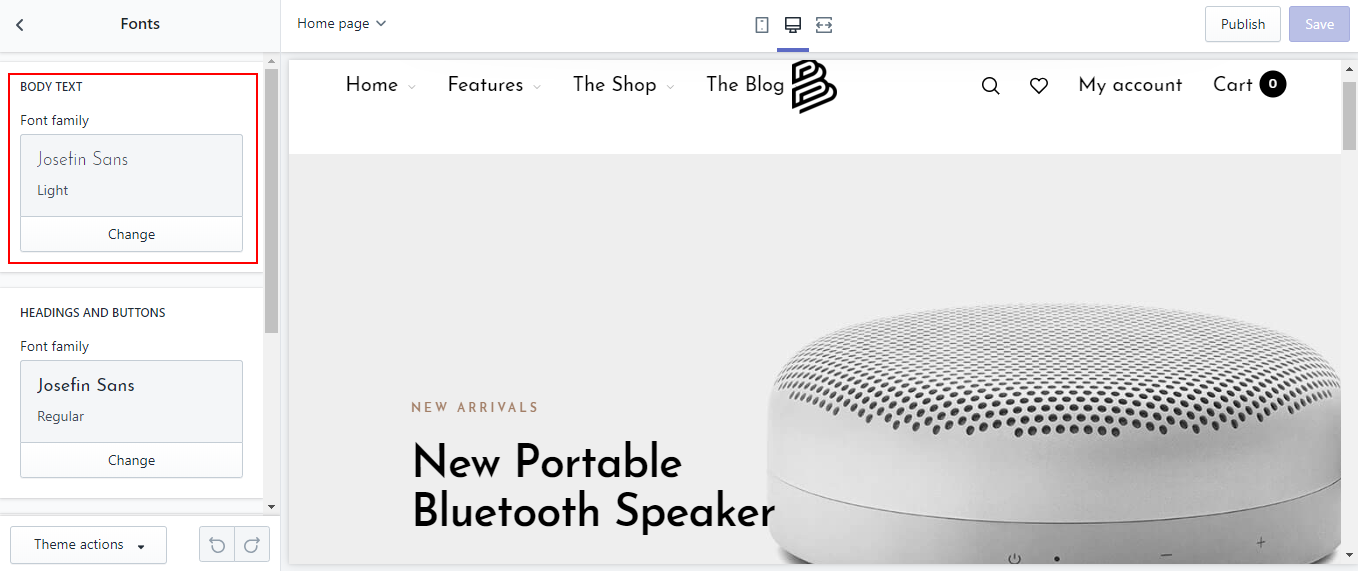 Fonts
Home page
Publish
Save
BODY TEXT
Font family
Josefin Sans
Light
Change
HEADINGS AND BUTTONS
Font family
Josefin Sans
Regular
Change
Theme actions
Home
Features
The Shop
The Blog
My account
Cart
0
NEW ARRIVALS
New Portable
Bluetooth Speaker